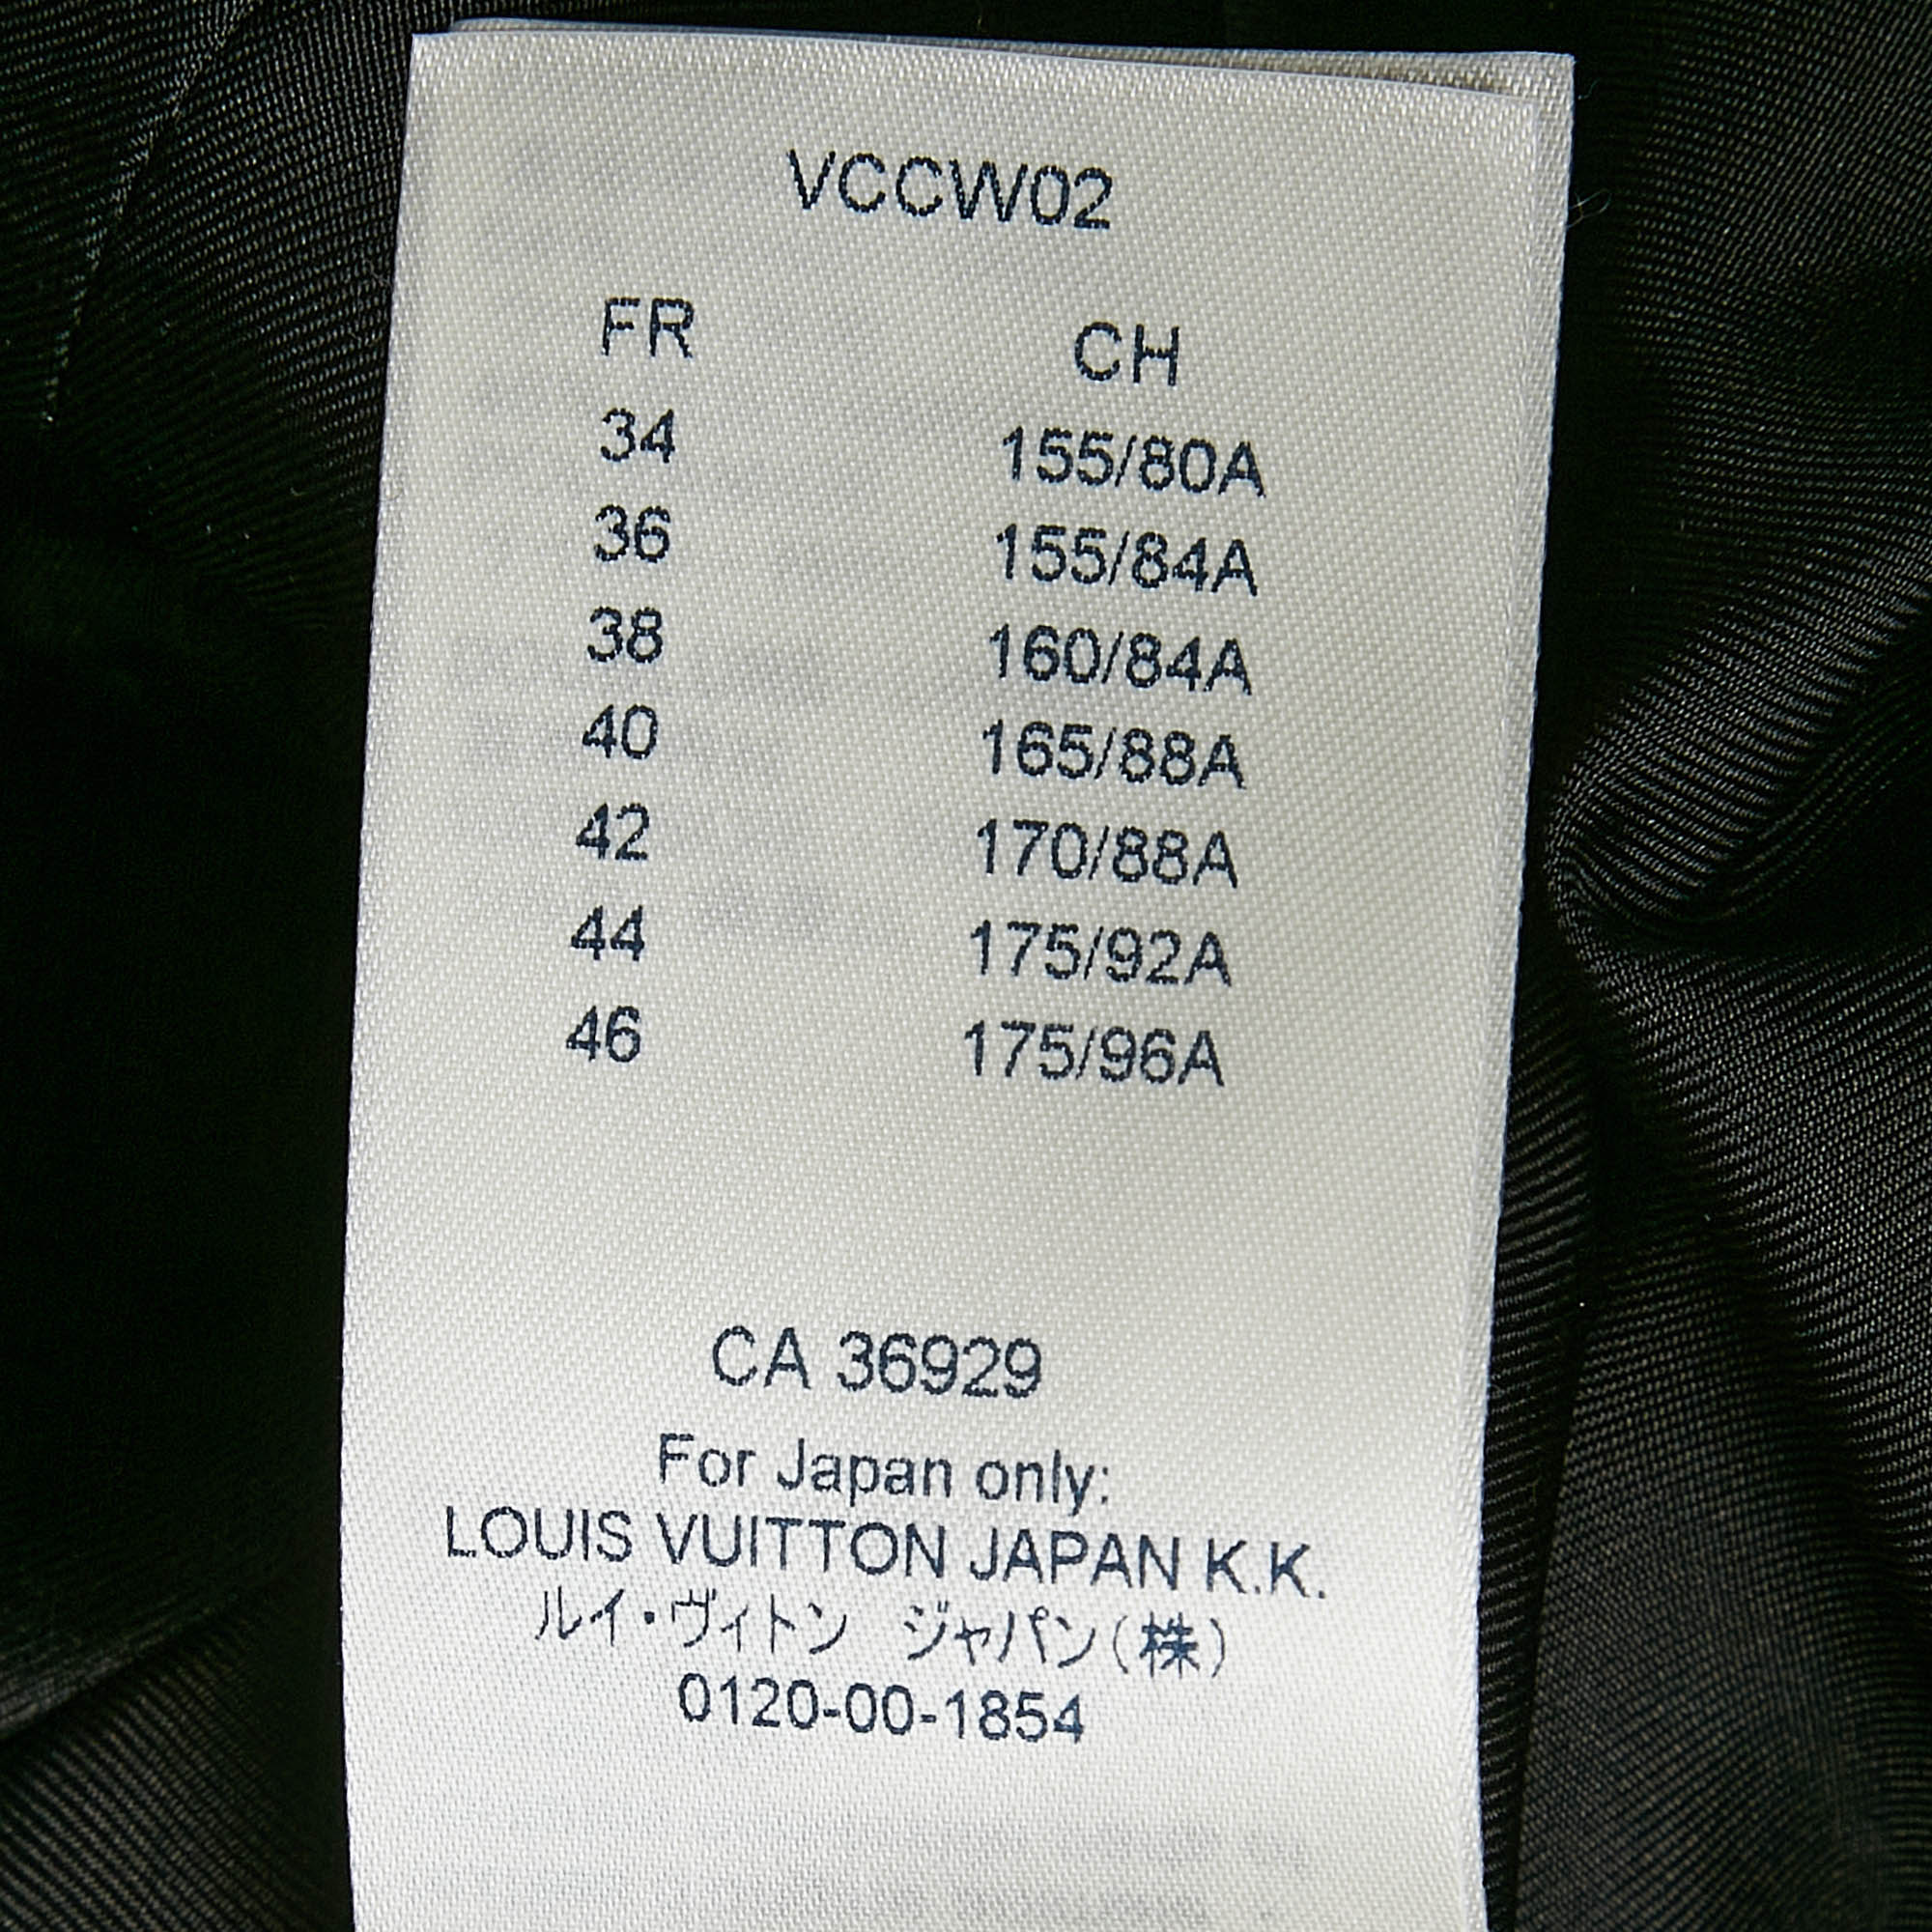 VCCW02
FR CH
34 155/80A
36 155/84A
38 160/84A
40 165/88A
42 170/88A
44 175/92A
46 175/96A
CA 36929
For Japan only:
LOUIS VUITTON JAPAN K.K.
ルイ・ヴィトン ジャパン(株)
0120-00-1854